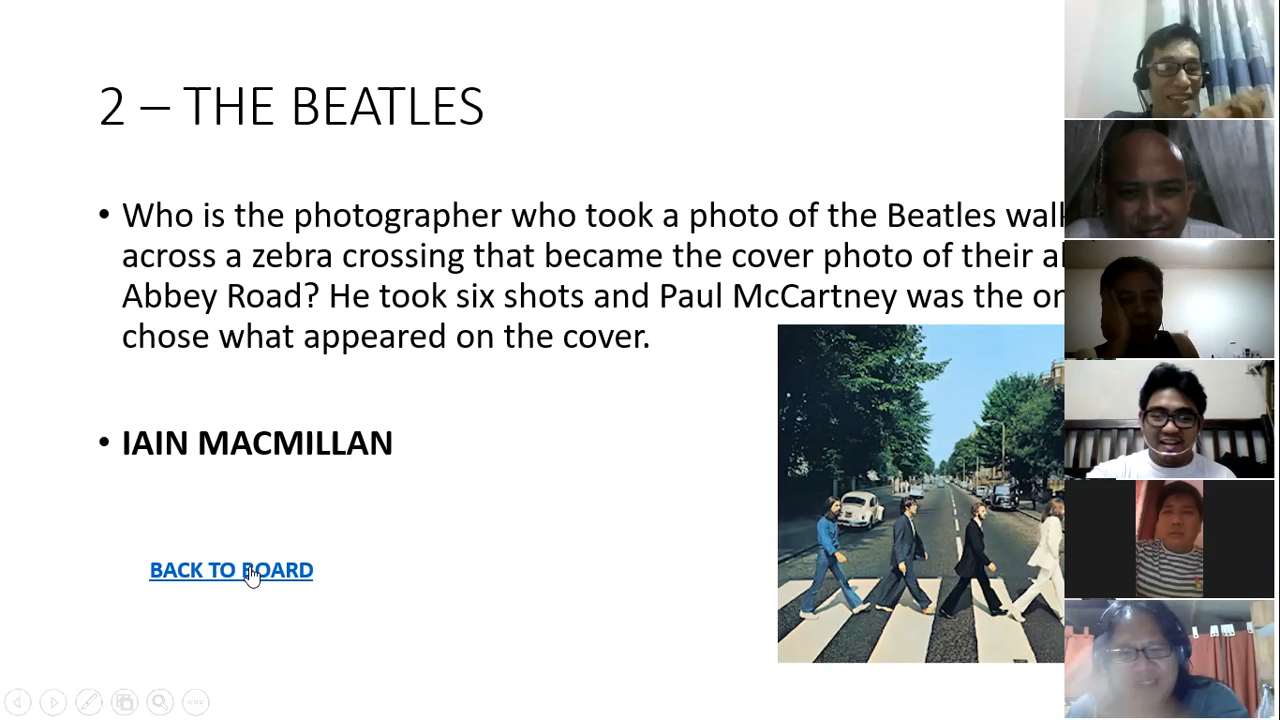 2 – THE BEATLES
• Who is the photographer who took a photo of the Beatles
across a zebra crossing that became the cover photo of their
Abbey Road? He took six shots and Paul McCartney was the
chose what appeared on the cover.
• IAIN MACMILLAN
BACK TO BOARD